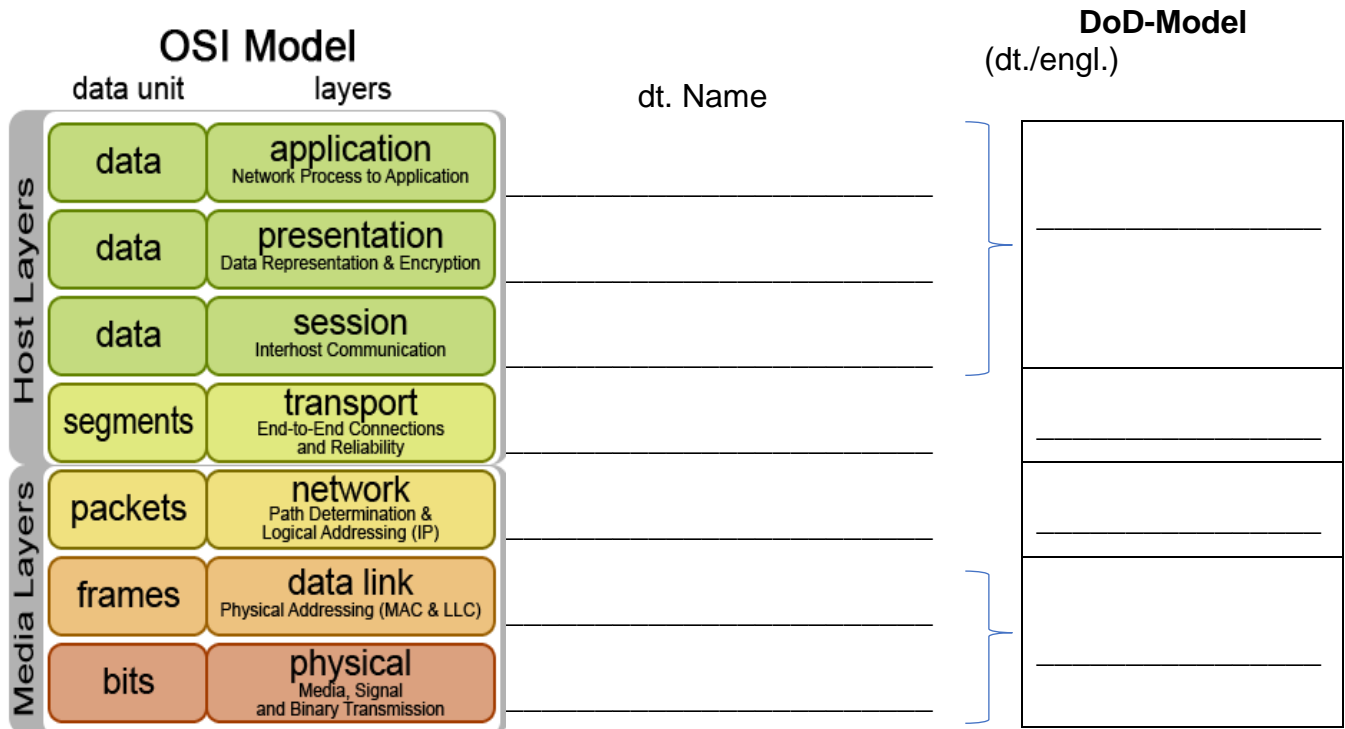 DoD-Model
(dt./engl.)
OSI Model
data unit layers
dt. Name
Host Layers
data
application
Network Process to Application
data
presentation
Data Representation & Encryption
data
session
Interhost Communication
segments
transport
End-to-End Connections
and Reliability
Media Layers
packets
network
Path Determination &
Logical Addressing (IP)
frames
data link
Physical Addressing (MAC & LLC)
bits
physical
Media, Signal
and Binary Transmission